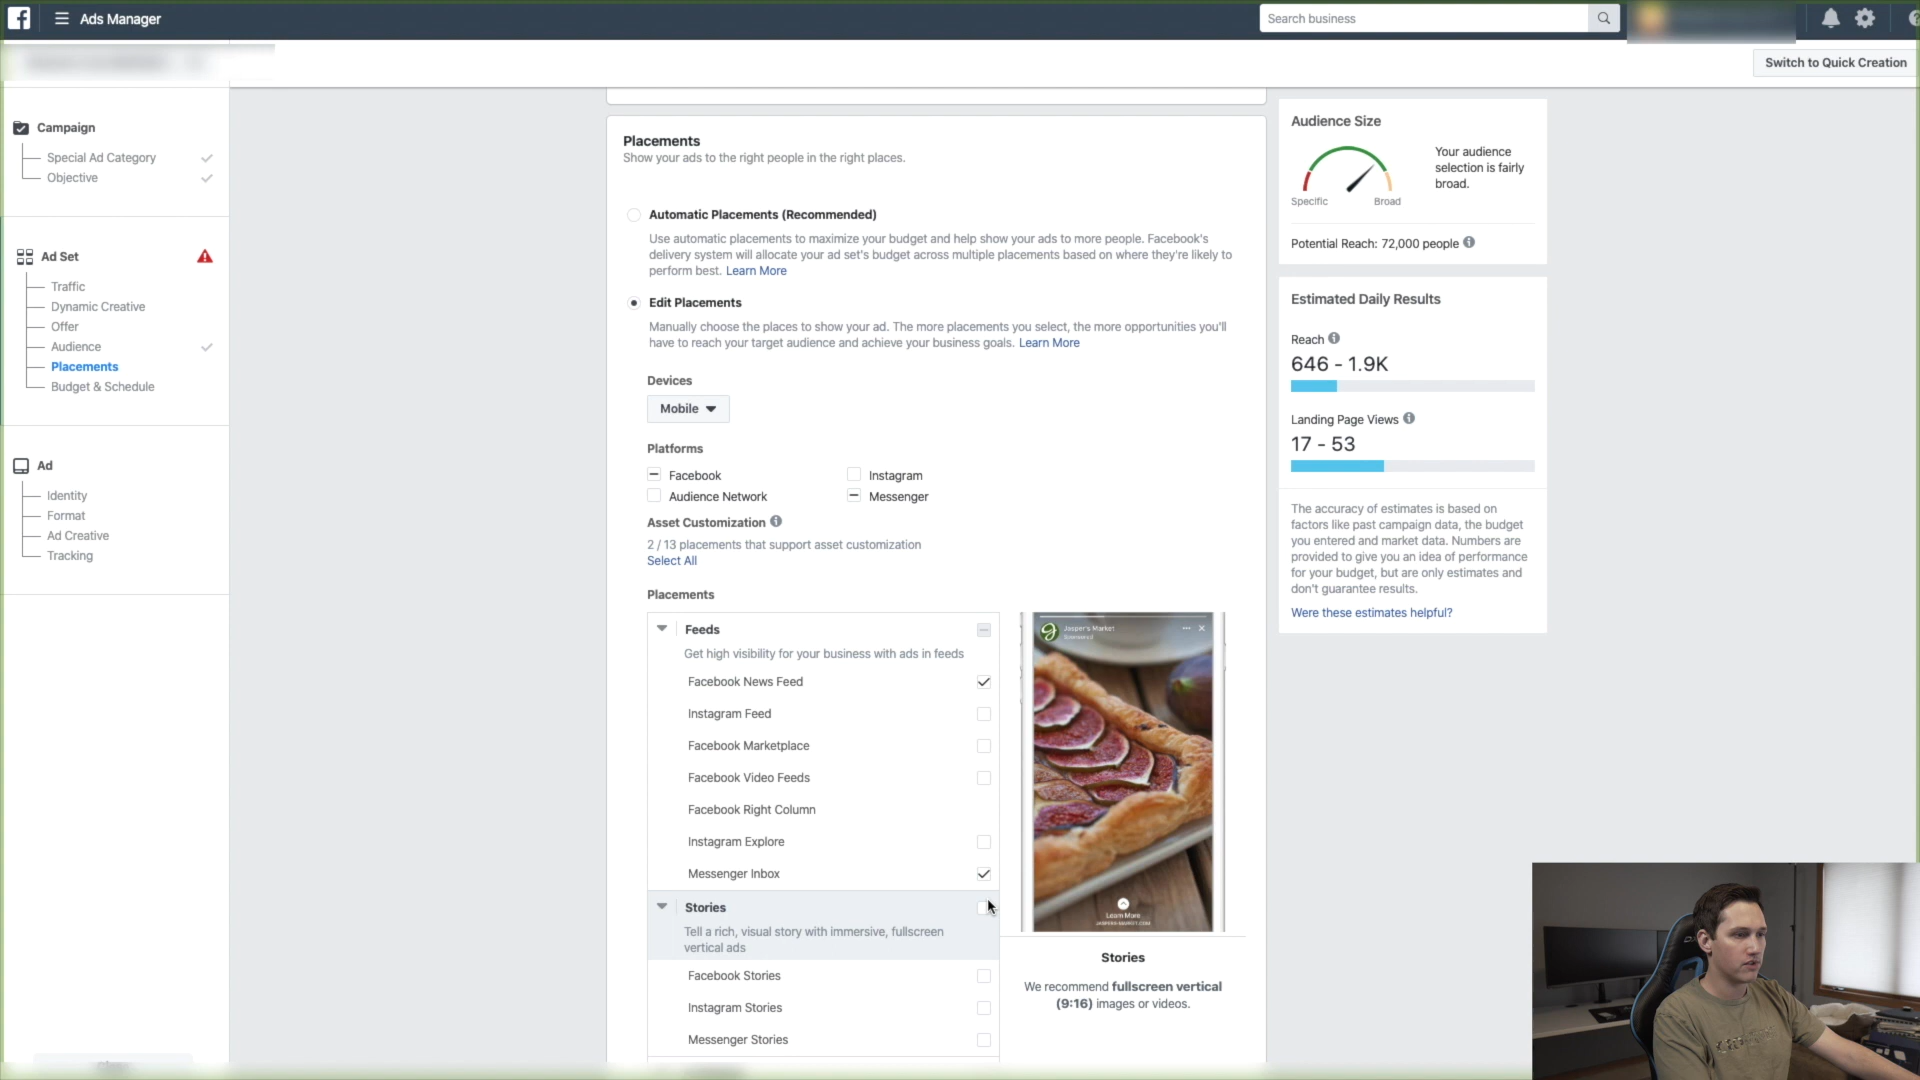 Ads Manager
Search business
Switch to Quick Creation
Campaign
Special Ad Category
Objective
Ad Set
Traffic
Dynamic Creative
Offer
Audience
Placements
Budget & Schedule
Ad
Identity
Format
Ad Creative
Tracking
Placements
Show your ads to the right people in the right places.
Automatic Placements (Recommended)
Use automatic placements to maximize your budget and help show your ads to more people. Facebook's
delivery system will allocate your ad set's budget across multiple placements based on where they're likely to
perform best. Learn More
Edit Placements
Manually choose the places to show your ad. The more placements you select, the more opportunities you'll
have to reach your target audience and achieve your business goals. Learn More
Devices
Mobile
Platforms
Facebook
Instagram
Audience Network
Messenger
Asset Customization
2 / 13 placements that support asset customization
Select All
Placements
Feeds
Get high visibility for your business with ads in feeds
Facebook News Feed
Instagram Feed
Facebook Marketplace
Facebook Video Feeds
Facebook Right Column
Instagram Explore
Messenger Inbox
Stories
Tell a rich, visual story with immersive, fullscreen
vertical ads
Facebook Stories
Instagram Stories
Messenger Stories
Jasper's Market
Sponsored
Learn More
JASPERS-MARKET.COM
Stories
We recommend fullscreen vertical
(9:16) images or videos.
Audience Size
Specific
Broad
Your audience
selection is fairly
broad.
Potential Reach: 72,000 people
Estimated Daily Results
Reach
646 - 1.9K
Landing Page Views
17 - 53
The accuracy of estimates is based on
factors like past campaign data, the budget
you entered and market data. Numbers are
provided to give you an idea of performance
for your budget, but are only estimates and
don't guarantee results.
Were these estimates helpful?